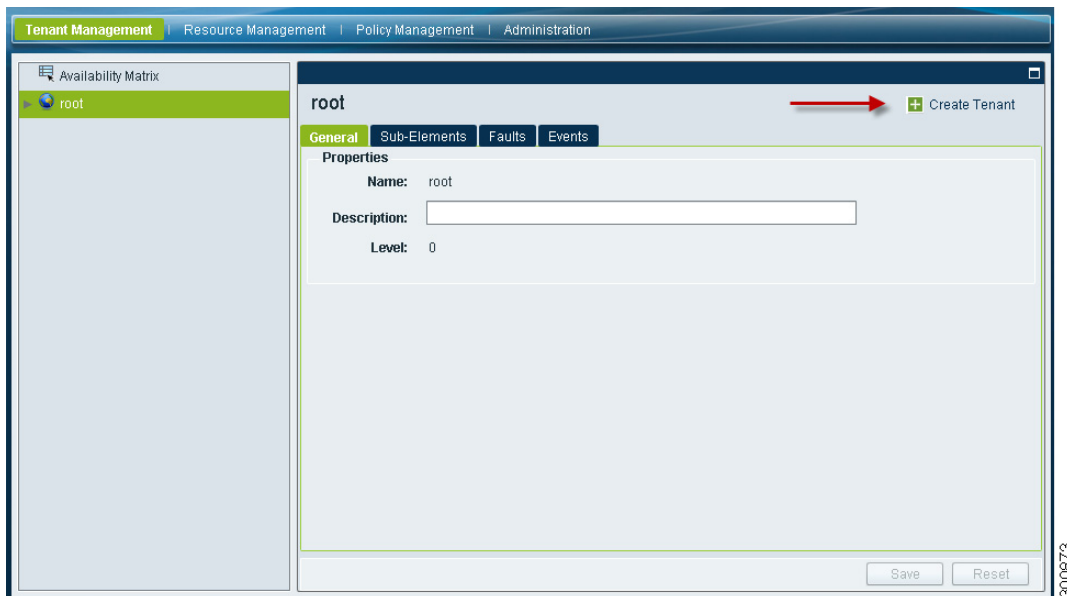 Tenant Management | Resource Management | Policy Management | Administration
Availability Matrix
root
root
Create Tenant
General Sub-Elements Faults Events
Properties
Name: root
Description:
Level: 0
Save Reset
300873